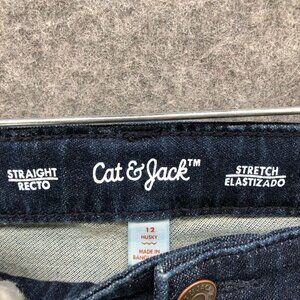 STRAIGHT
RECTO
Cat & Jack™
STRETCH
ELASTIZADO
12
HUSKY
MADE IN